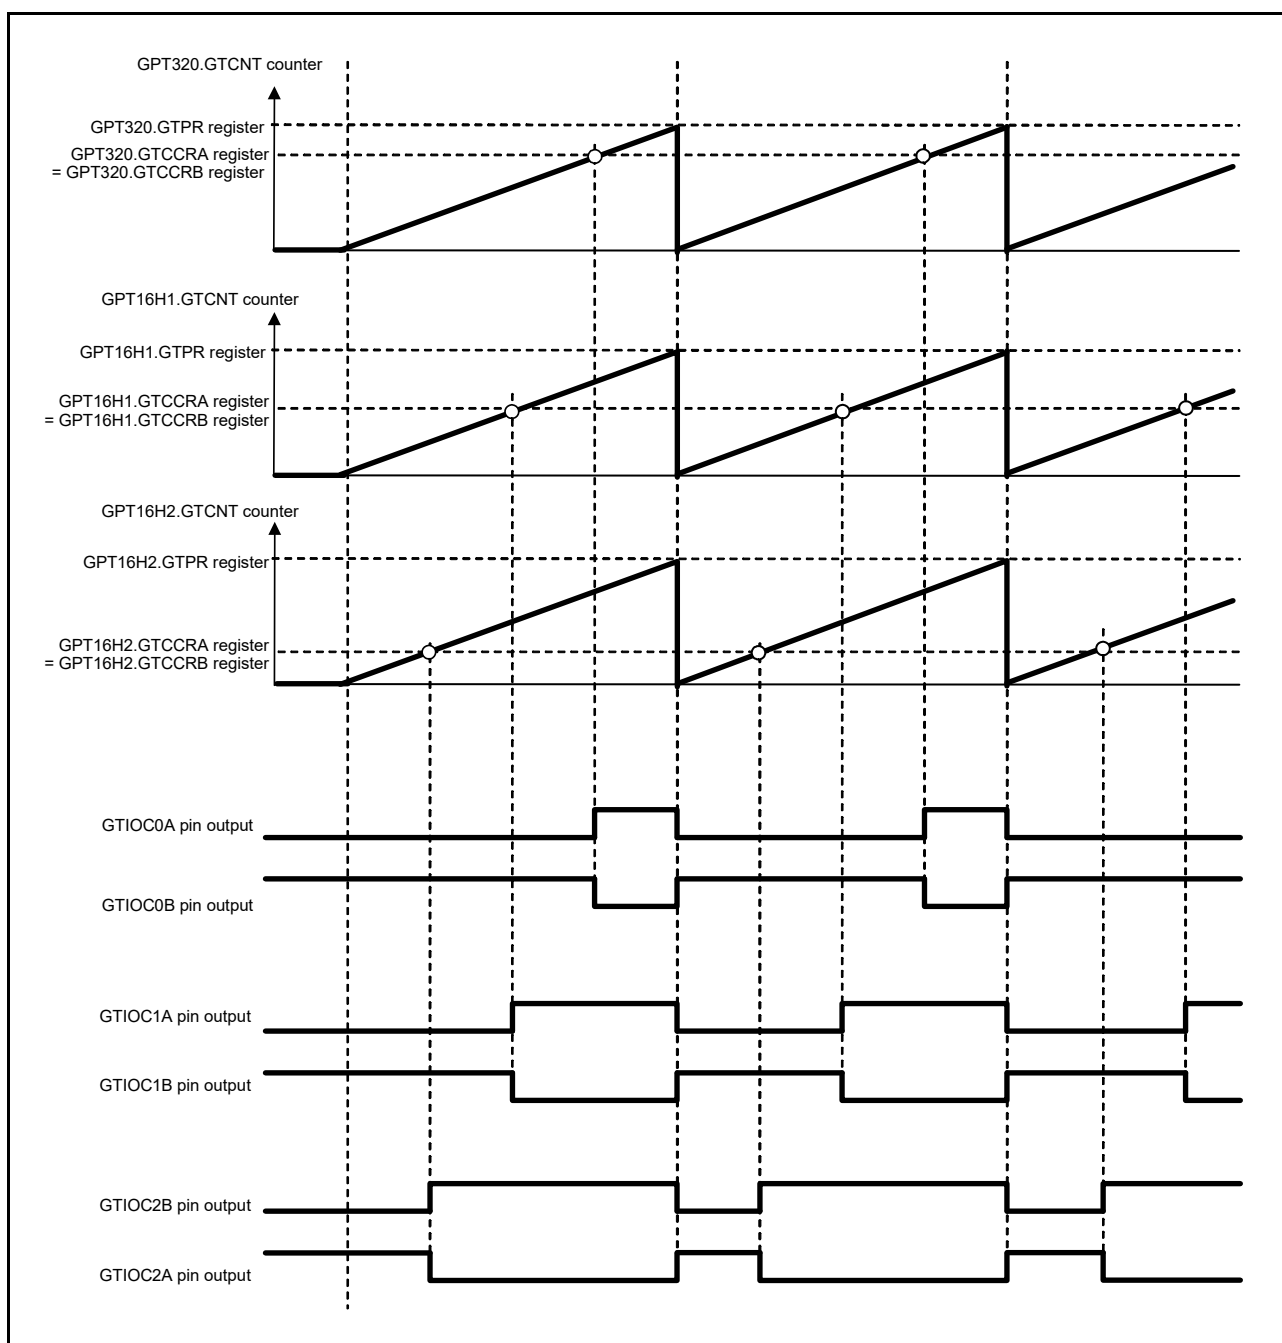 GPT320.GTCNT counter
GPT320.GTPR register
GPT320.GTCCRA register
= GPT320.GTCCRB register
GPT16H1.GTCNT counter
GPT16H1.GTPR register
GPT16H1.GTCCRA register
= GPT16H1.GTCCRB register
GPT16H2.GTCNT counter
GPT16H2.GTPR register
GPT16H2.GTCCRA register
= GPT16H2.GTCCRB register
GTIOC0A pin output
GTIOC0B pin output
GTIOC1A pin output
GTIOC1B pin output
GTIOC2B pin output
GTIOC2A pin output